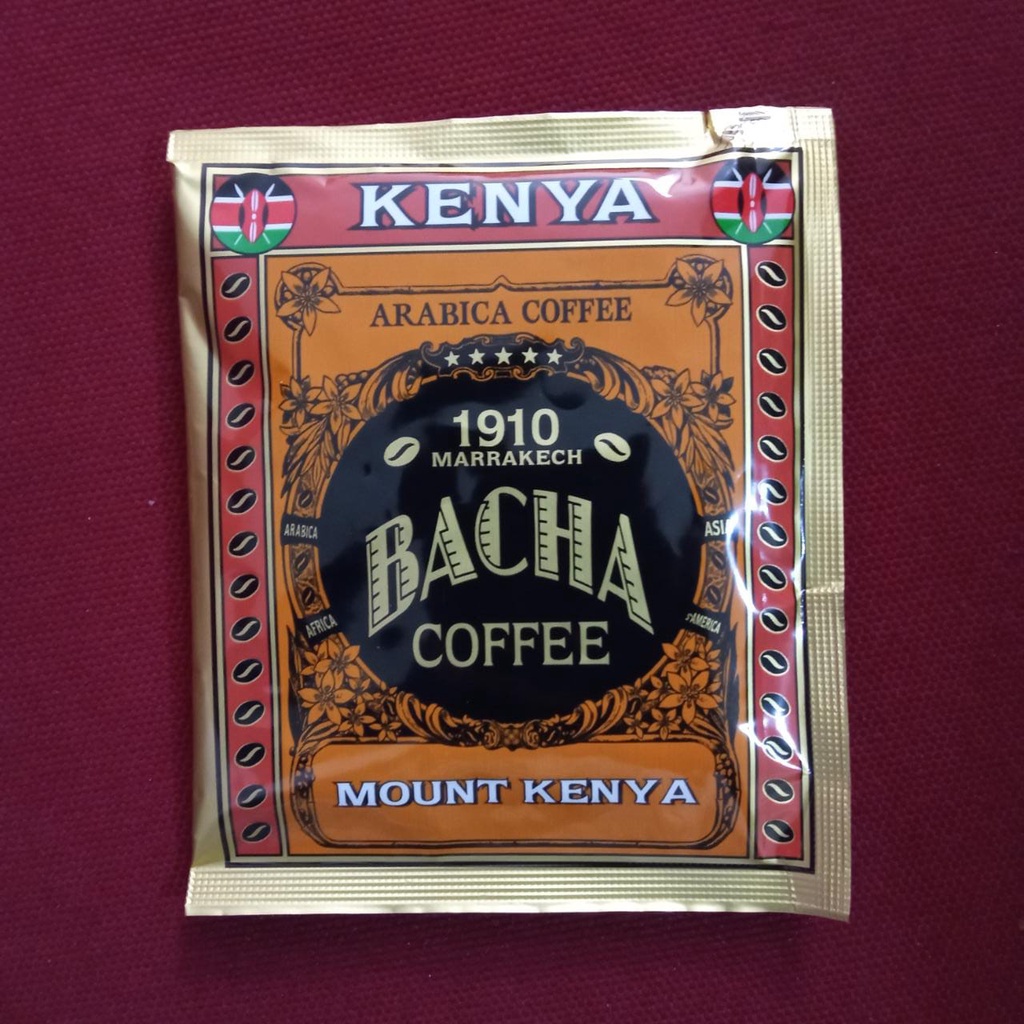 KENYA
ARABICA COFFEE
1910
MARRAKECH
BACHA
COFFEE
ARABICA
ASIA
AFRICA
S'AMERICA
MOUNT KENYA